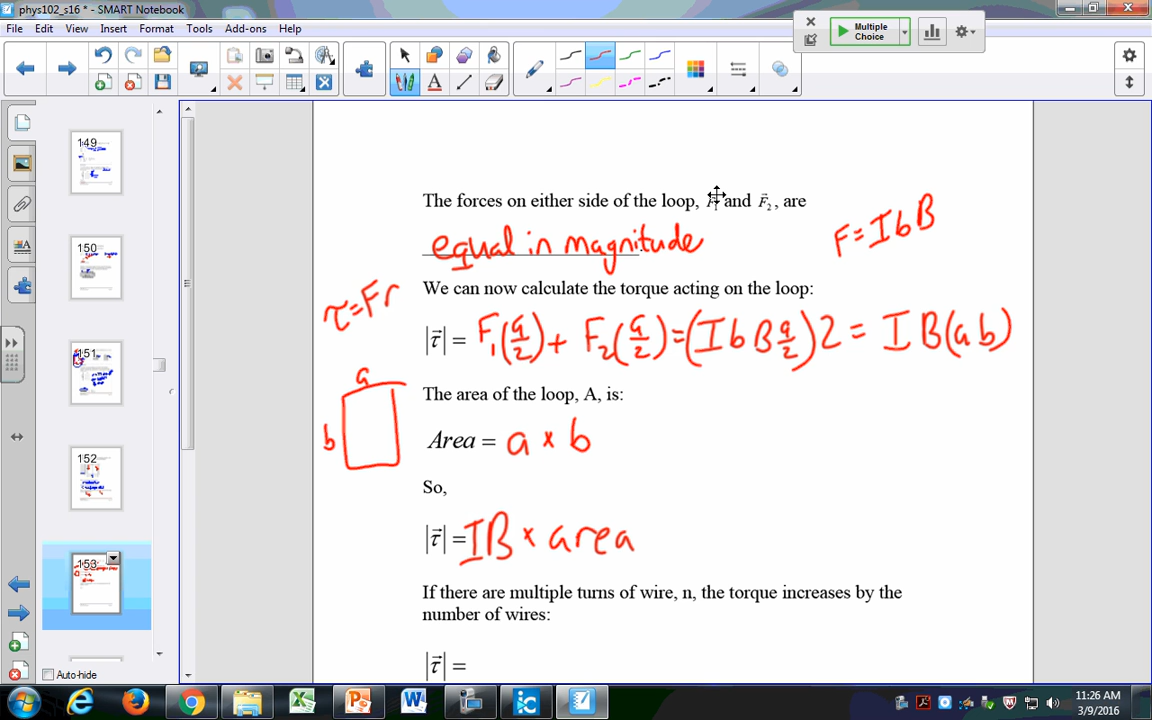 phys102_s16 * - SMART Notebook
File Edit View Insert Format Tools Add-ons Help
Multiple Choice
149
150
151
152
153
Auto-hide
The forces on either side of the loop, and F⃗₂, are
equal in magnitude
F=IbB
We can now calculate the torque acting on the loop:
τ=Fr
|τ⃗| = F₁(a/2) + F₂(a/2) = (IbB a/2)2 = IB(ab)
The area of the loop, A, is:
a
b
Area = a × b
So,
|τ⃗| = IB × area
If there are multiple turns of wire, n, the torque increases by the
number of wires:
|τ⃗| =
11:26 AM
3/9/2016